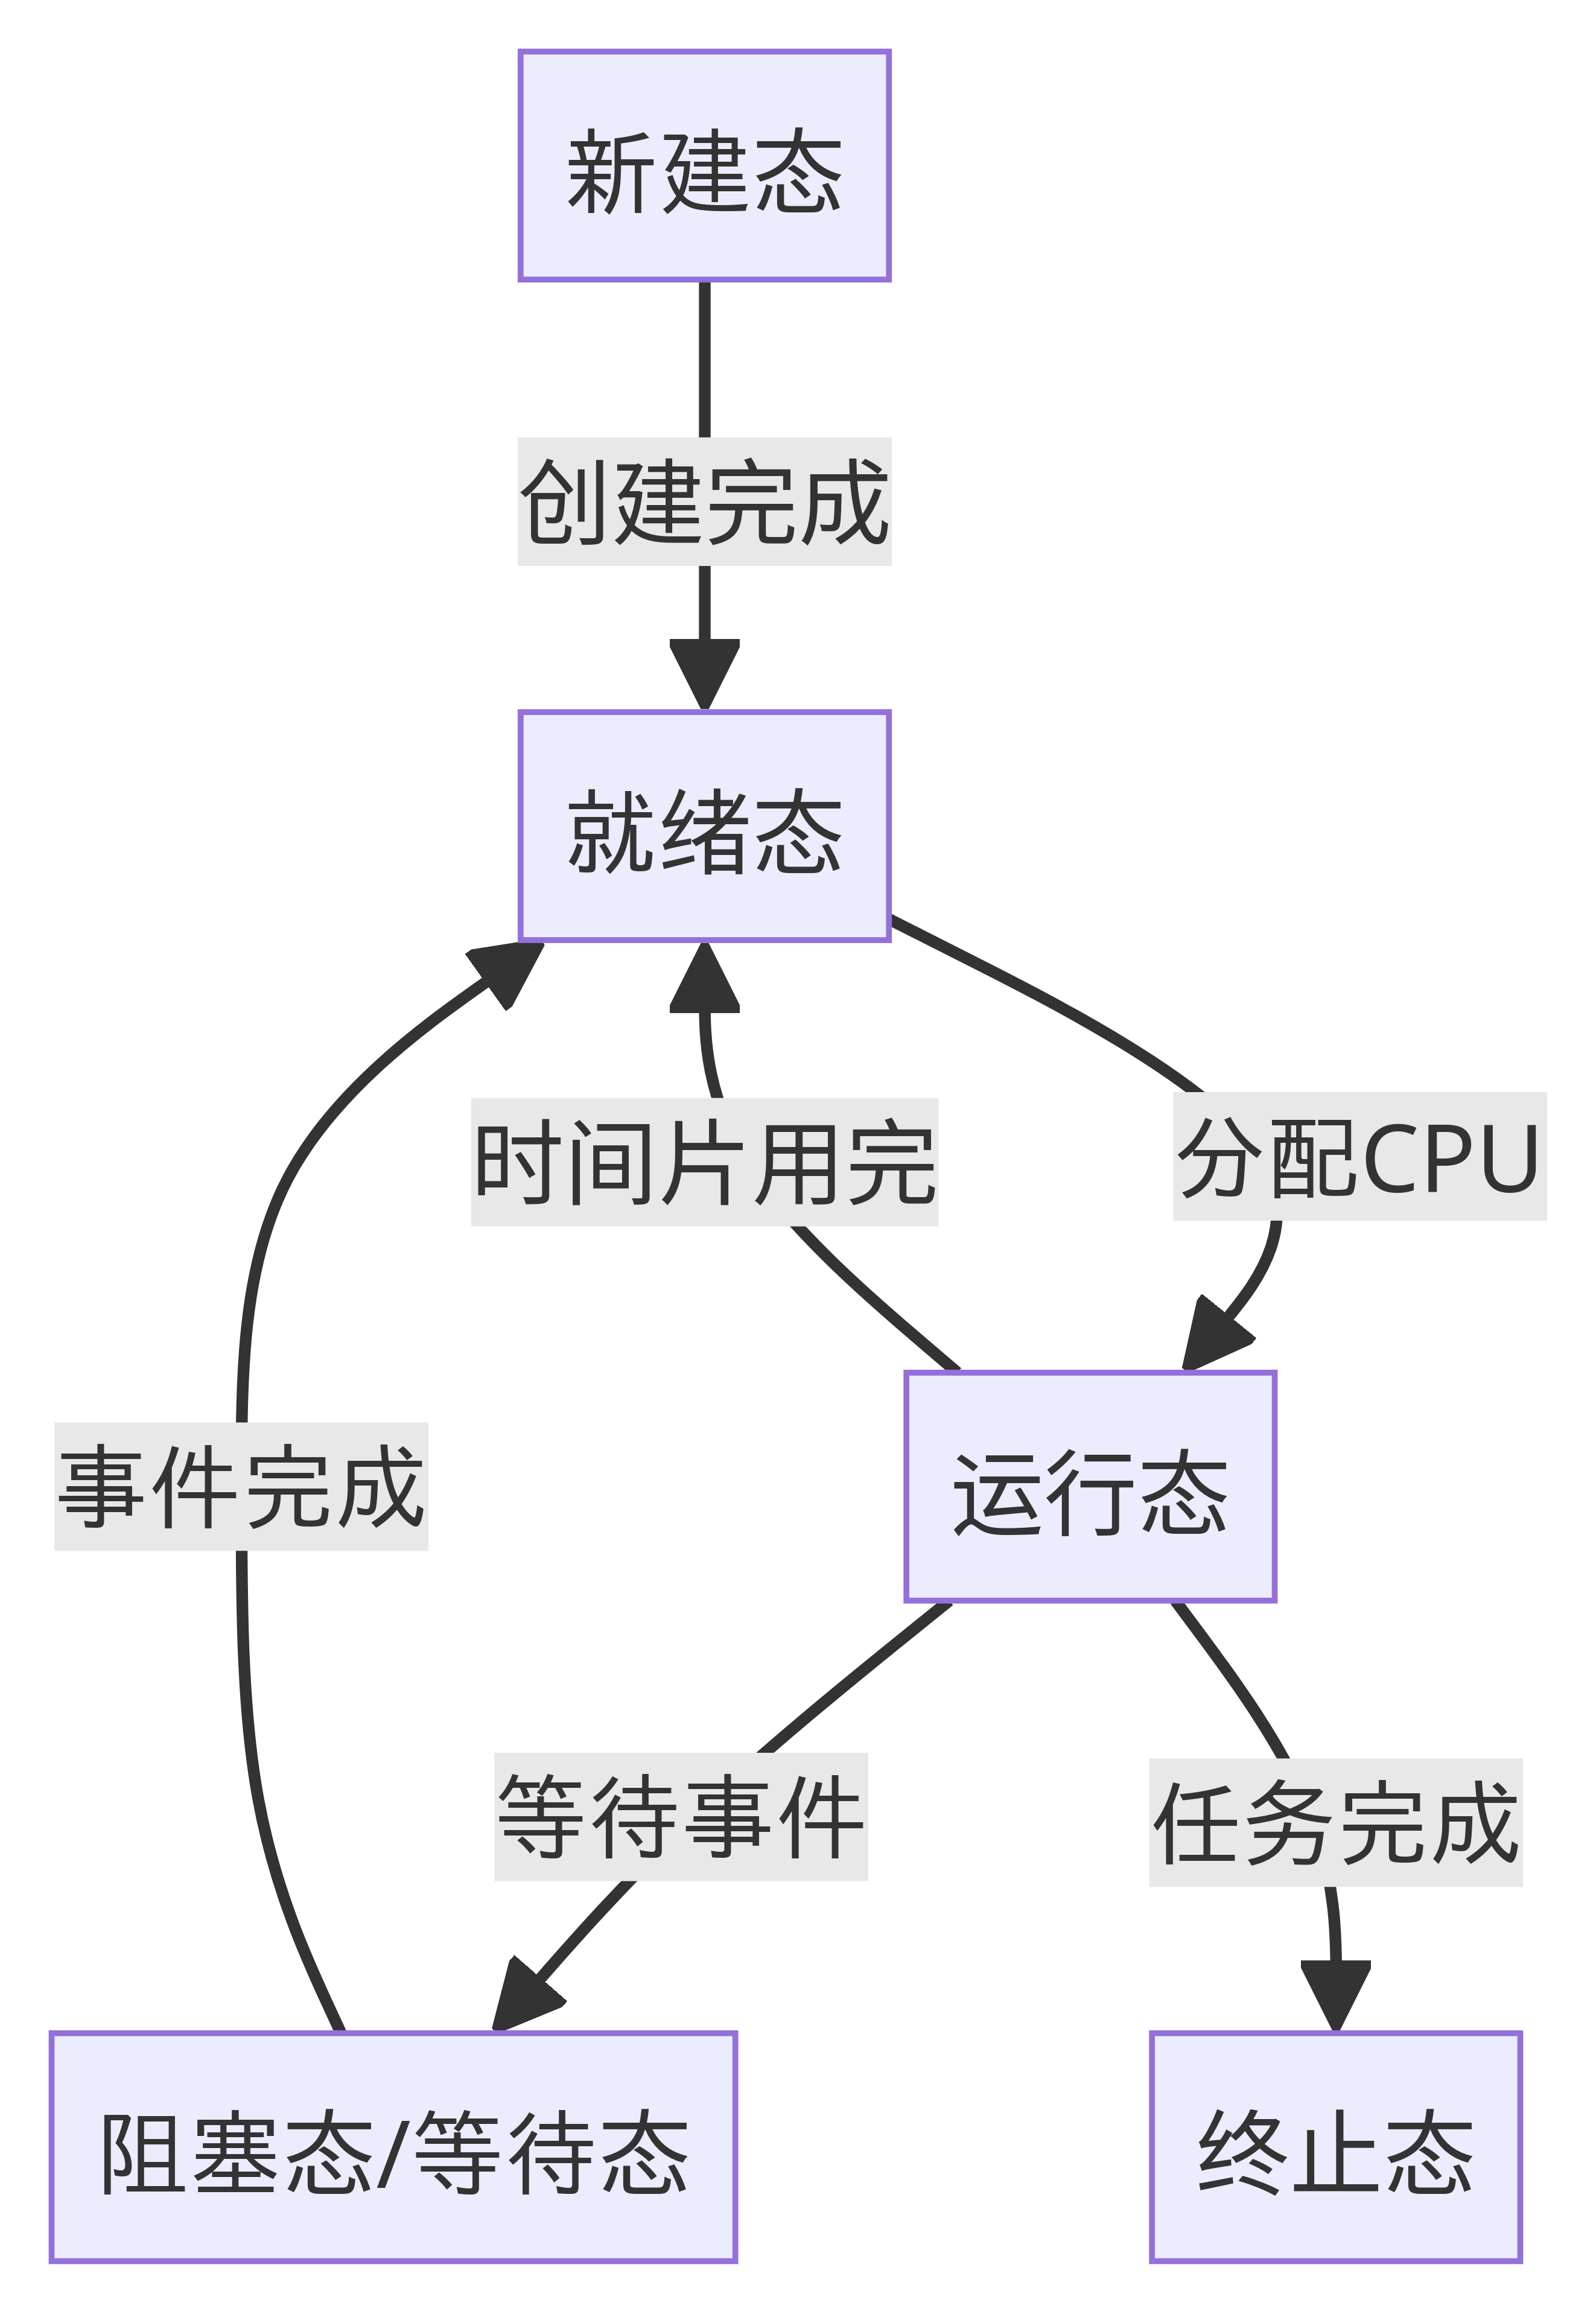 新建态
创建完成
就绪态
时间片用完
分配CPU
事件完成
运行态
等待事件
任务完成
阻塞态/等待态
终止态